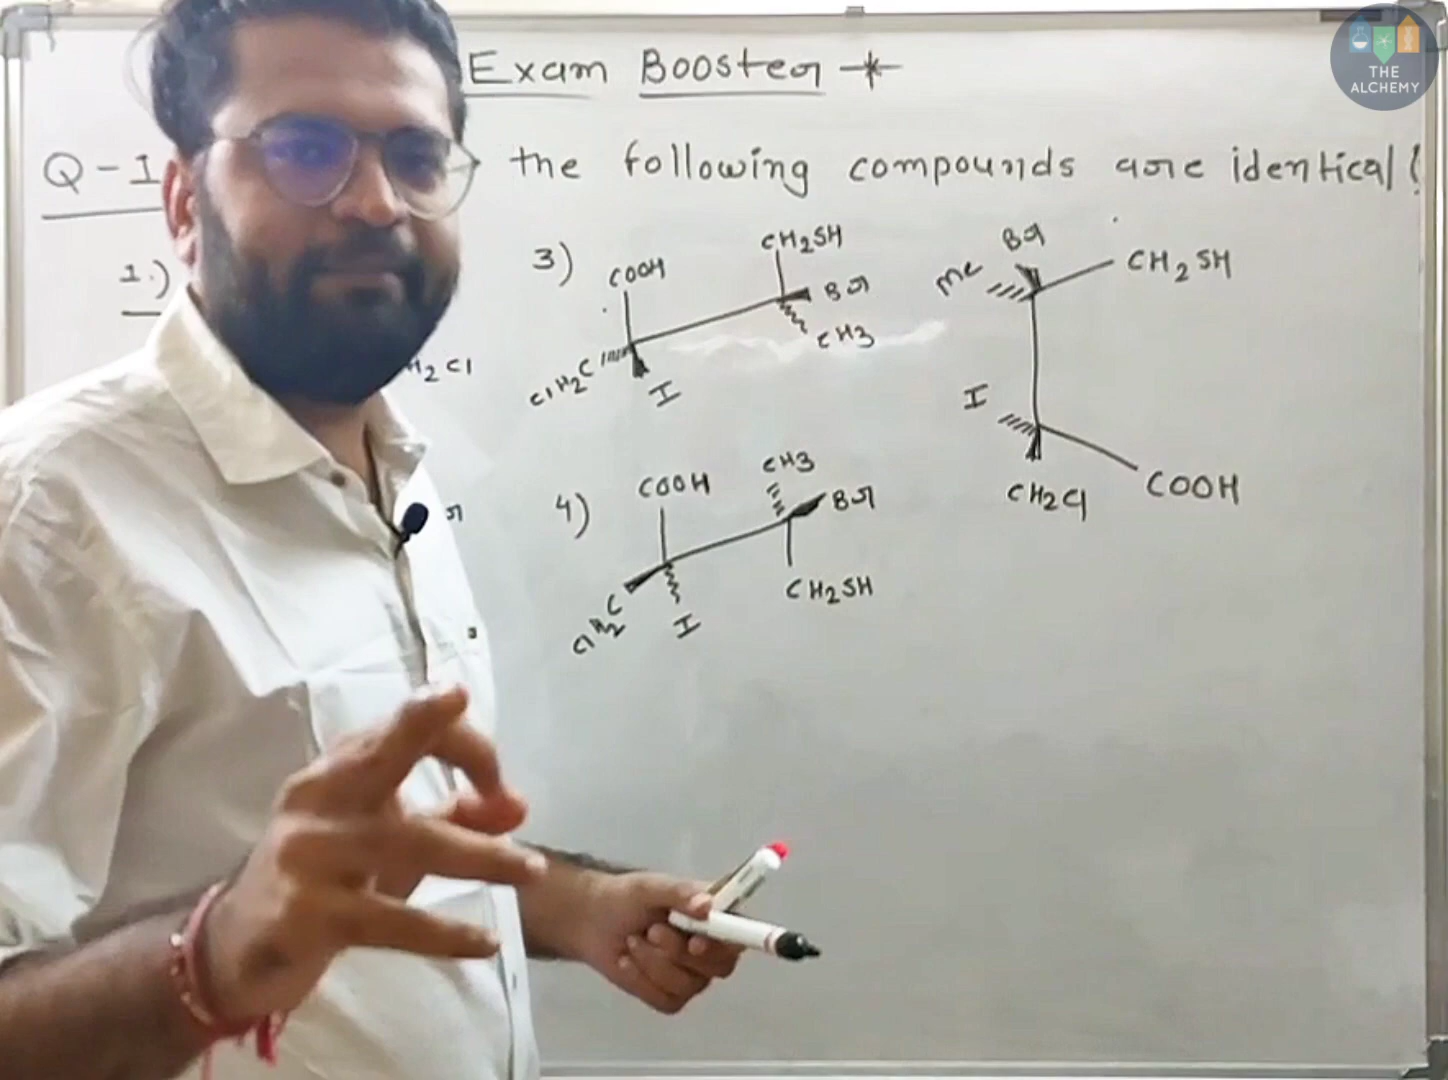 Exam Booster
THE
ALCHEMY
Q-1 the following compounds are identical?
1.)
H2Cl
3)
COOH
CH2SH
Br
CH3
ClH2C
I
Br
Me
CH2SH
I
CH2Cl
COOH
4)
COOH
CH3
Br
CH2SH
ClH2C
I